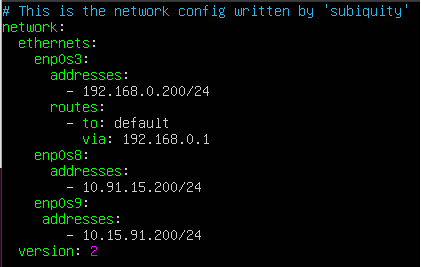 # This is the network config written by 'subiquity'
network:
  ethernets:
    enp0s3:
      addresses:
        - 192.168.0.200/24
      routes:
        - to: default
          via: 192.168.0.1
    enp0s8:
      addresses:
        - 10.91.15.200/24
    enp0s9:
     addresses:
        - 10.15.91.200/24
  version: 2